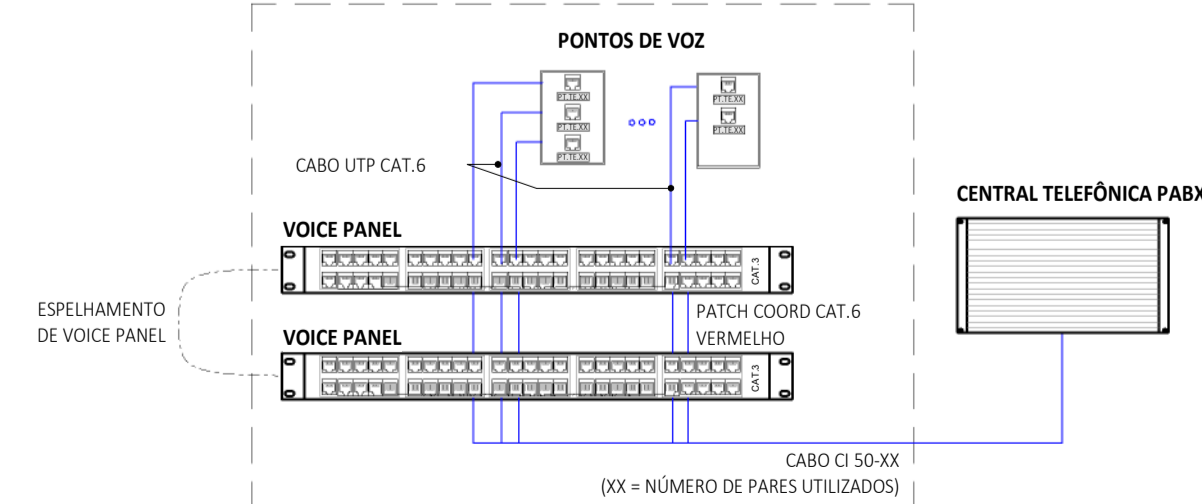 PONTOS DE VOZ
PT.TE.XX
PT.TE.XX
PT.TE.XX
PT.TE.XX
PT.TE.XX
CABO UTP CAT.6
CENTRAL TELEFÔNICA PABX
VOICE PANEL
CAT.3
ESPELHAMENTO
DE VOICE PANEL
PATCH COORD CAT.6
VERMELHO
VOICE PANEL
CAT.3
CABO CI 50-XX
(XX = NÚMERO DE PARES UTILIZADOS)